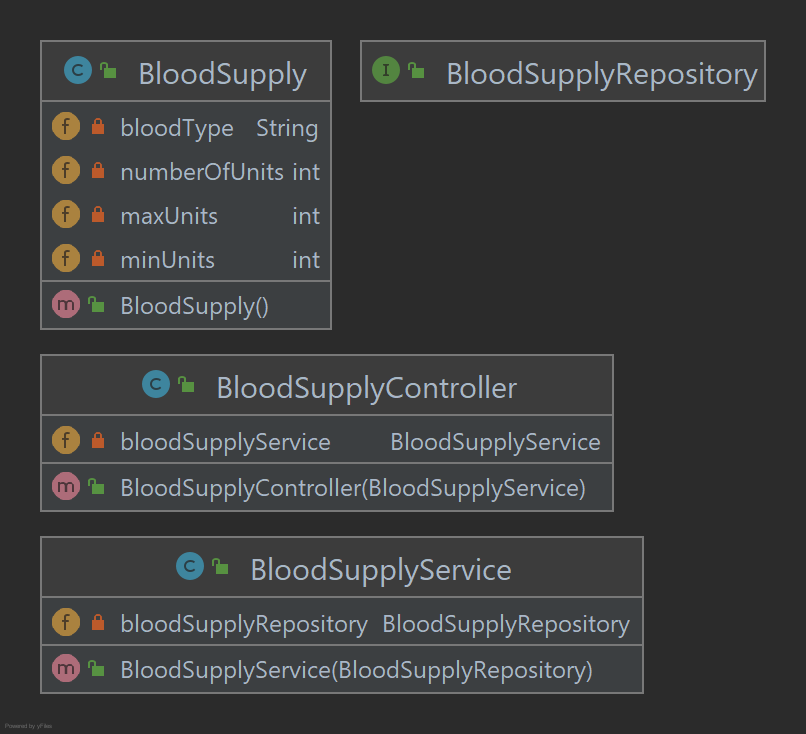 C BloodSupply
f bloodType String
f numberOfUnits int
f maxUnits int
f minUnits int
m BloodSupply()
I BloodSupplyRepository
C BloodSupplyController
f bloodSupplyService BloodSupplyService
m BloodSupplyController(BloodSupplyService)
C BloodSupplyService
f bloodSupplyRepository BloodSupplyRepository
m BloodSupplyService(BloodSupplyRepository)
Powered by yFiles